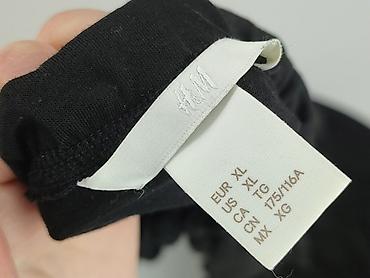 H&M
EUR XL
US XL
CA TG
CN 175/116A
MX XG